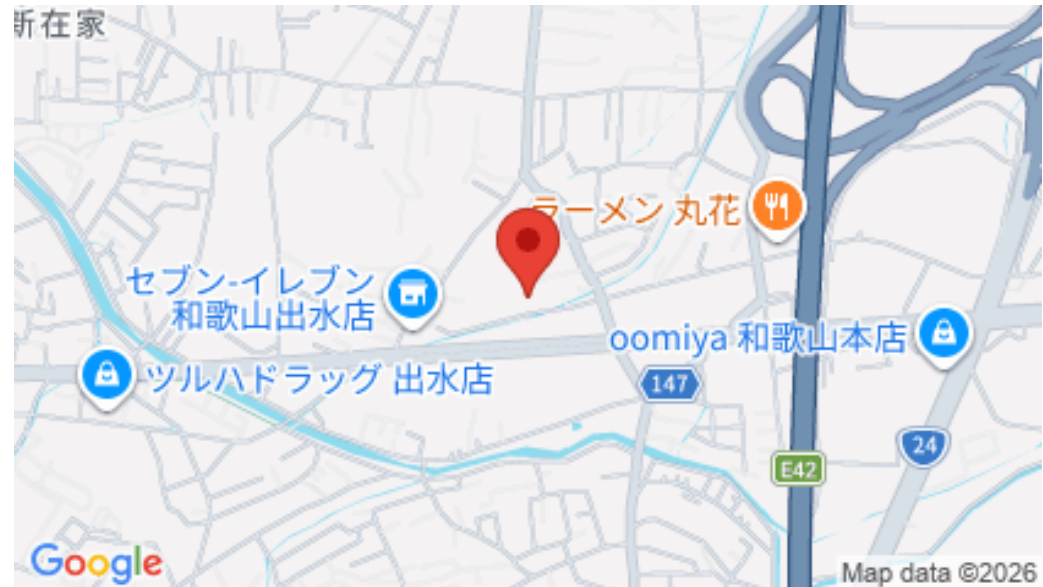 新在家
ラーメン 丸花
セブン-イレブン
和歌山出水店
oomiya 和歌山本店
ツルハドラッグ 出水店
147
24
E42
Google
Map data ©2026